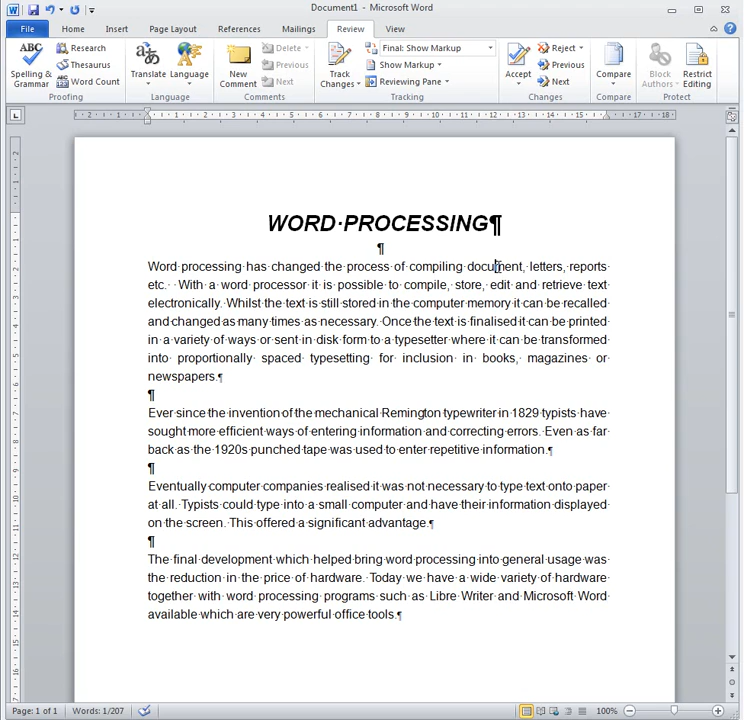 Document1 - Microsoft Word
File Home Insert Page Layout References Mailings Review View
ABC Spelling & Grammar
Research
Thesaurus
Word Count
Proofing
Translate
Language
Language
New Comment
Delete
Previous
Next
Comments
Track Changes
Final: Show Markup
Show Markup
Reviewing Pane
Tracking
Accept
Reject
Previous
Next
Changes
Compare
Compare
Block Authors
Restrict Editing
Protect
WORD·PROCESSING¶
¶
Word·processing·has·changed·the·process·of·compiling·document,·letters,·reports·
etc.··With·a·word·processor·it·is·possible·to·compile,·store,·edit·and·retrieve·text·
electronically.·Whilst·the·text·is·still·stored·in·the·computer·memory·it·can·be·recalled·
and·changed·as·many·times·as·necessary.·Once·the·text·is·finalised·it·can·be·printed·
in·a·variety·of·ways·or·sent·in·disk·form·to·a·typesetter·where·it·can·be·transformed·
into·proportionally·spaced·typesetting·for·inclusion·in·books,·magazines·or·
newspapers.¶
¶
Ever·since·the·invention·of·the·mechanical·Remington·typewriter·in·1829·typists·have·
sought·more·efficient·ways·of·entering·information·and·correcting·errors.·Even·as·far·
back·as·the·1920s·punched·tape·was·used·to·enter·repetitive·information.¶
¶
Eventually·computer·companies·realised·it·was·not·necessary·to·type·text·onto·paper·
at·all.·Typists·could·type·into·a·small·computer·and·have·their·information·displayed·
on·the·screen.·This·offered·a·significant·advantage.¶
¶
The·final·development·which·helped·bring·word·processing·into·general·usage·was·
the·reduction·in·the·price·of·hardware.·Today·we·have·a·wide·variety·of·hardware·
together·with·word·processing·programs·such·as·Libre·Writer·and·Microsoft·Word·
available·which·are·very·powerful·office·tools.¶
Page: 1 of 1 Words: 1/207 100%